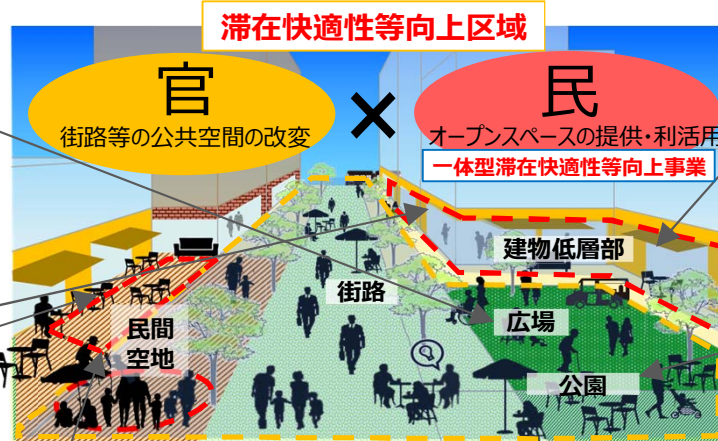 滞在快適性等向上区域
官
街路等の公共空間の改変
×
民
オープンスペースの提供・利活用
一体型滞在快適性等向上事業
建物低層部
街路
広場
民間
空地
公園